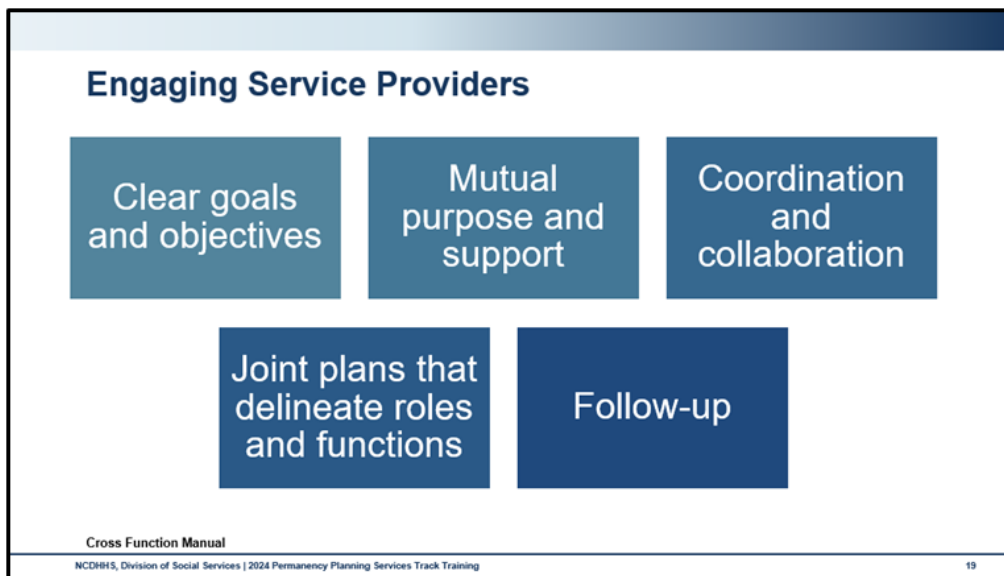 Engaging Service Providers
Clear goals
and objectives
Mutual
purpose and
support
Coordination
and
collaboration
Joint plans that
delineate roles
and functions
Follow-up
Cross Function Manual
NCDHHS, Division of Social Services | 2024 Permanency Planning Services Track Training
19